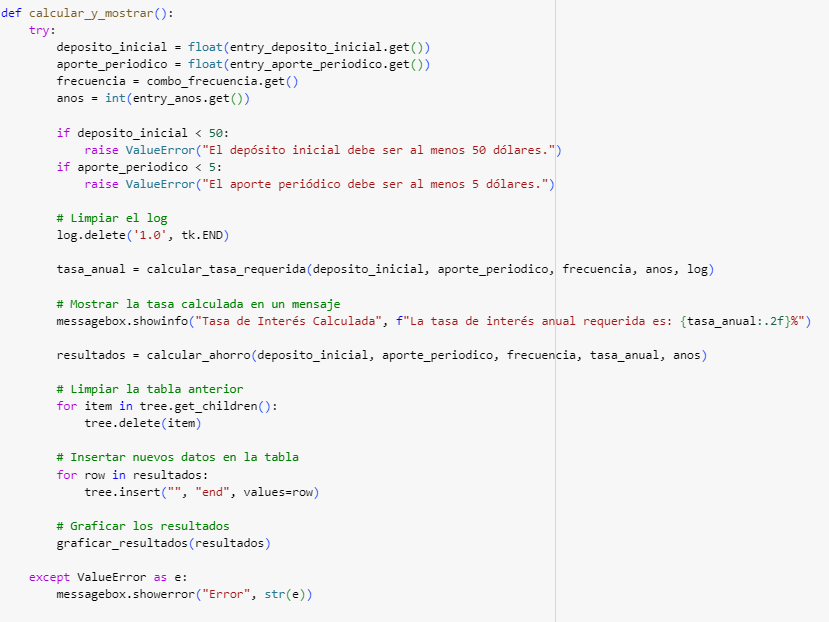 def calcular_y_mostrar():
    try:
        deposito_inicial = float(entry_deposito_inicial.get())
        aporte_periodico = float(entry_aporte_periodico.get())
        frecuencia = combo_frecuencia.get()
        anos = int(entry_anos.get())

        if deposito_inicial < 50:
            raise ValueError("El depósito inicial debe ser al menos 50 dólares.")
        if aporte_periodico < 5:
            raise ValueError("El aporte periódico debe ser al menos 5 dólares.")

        # Limpiar el log
        log.delete('1.0', tk.END)

        tasa_anual = calcular_tasa_requerida(deposito_inicial, aporte_periodico, frecuencia, anos, log)

        # Mostrar la tasa calculada en un mensaje
        messagebox.showinfo("Tasa de Interés Calculada", f"La tasa de interés anual requerida es: {tasa_anual:.2f}%")

        resultados = calcular_ahorro(deposito_inicial, aporte_periodico, frecuencia, tasa_anual, anos)

        # Limpiar la tabla anterior
        for item in tree.get_children():
            tree.delete(item)

        # Insertar nuevos datos en la tabla
        for row in resultados:
            tree.insert("", "end", values=row)

        # Graficar los resultados
        graficar_resultados(resultados)

    except ValueError as e:
        messagebox.showerror("Error", str(e))